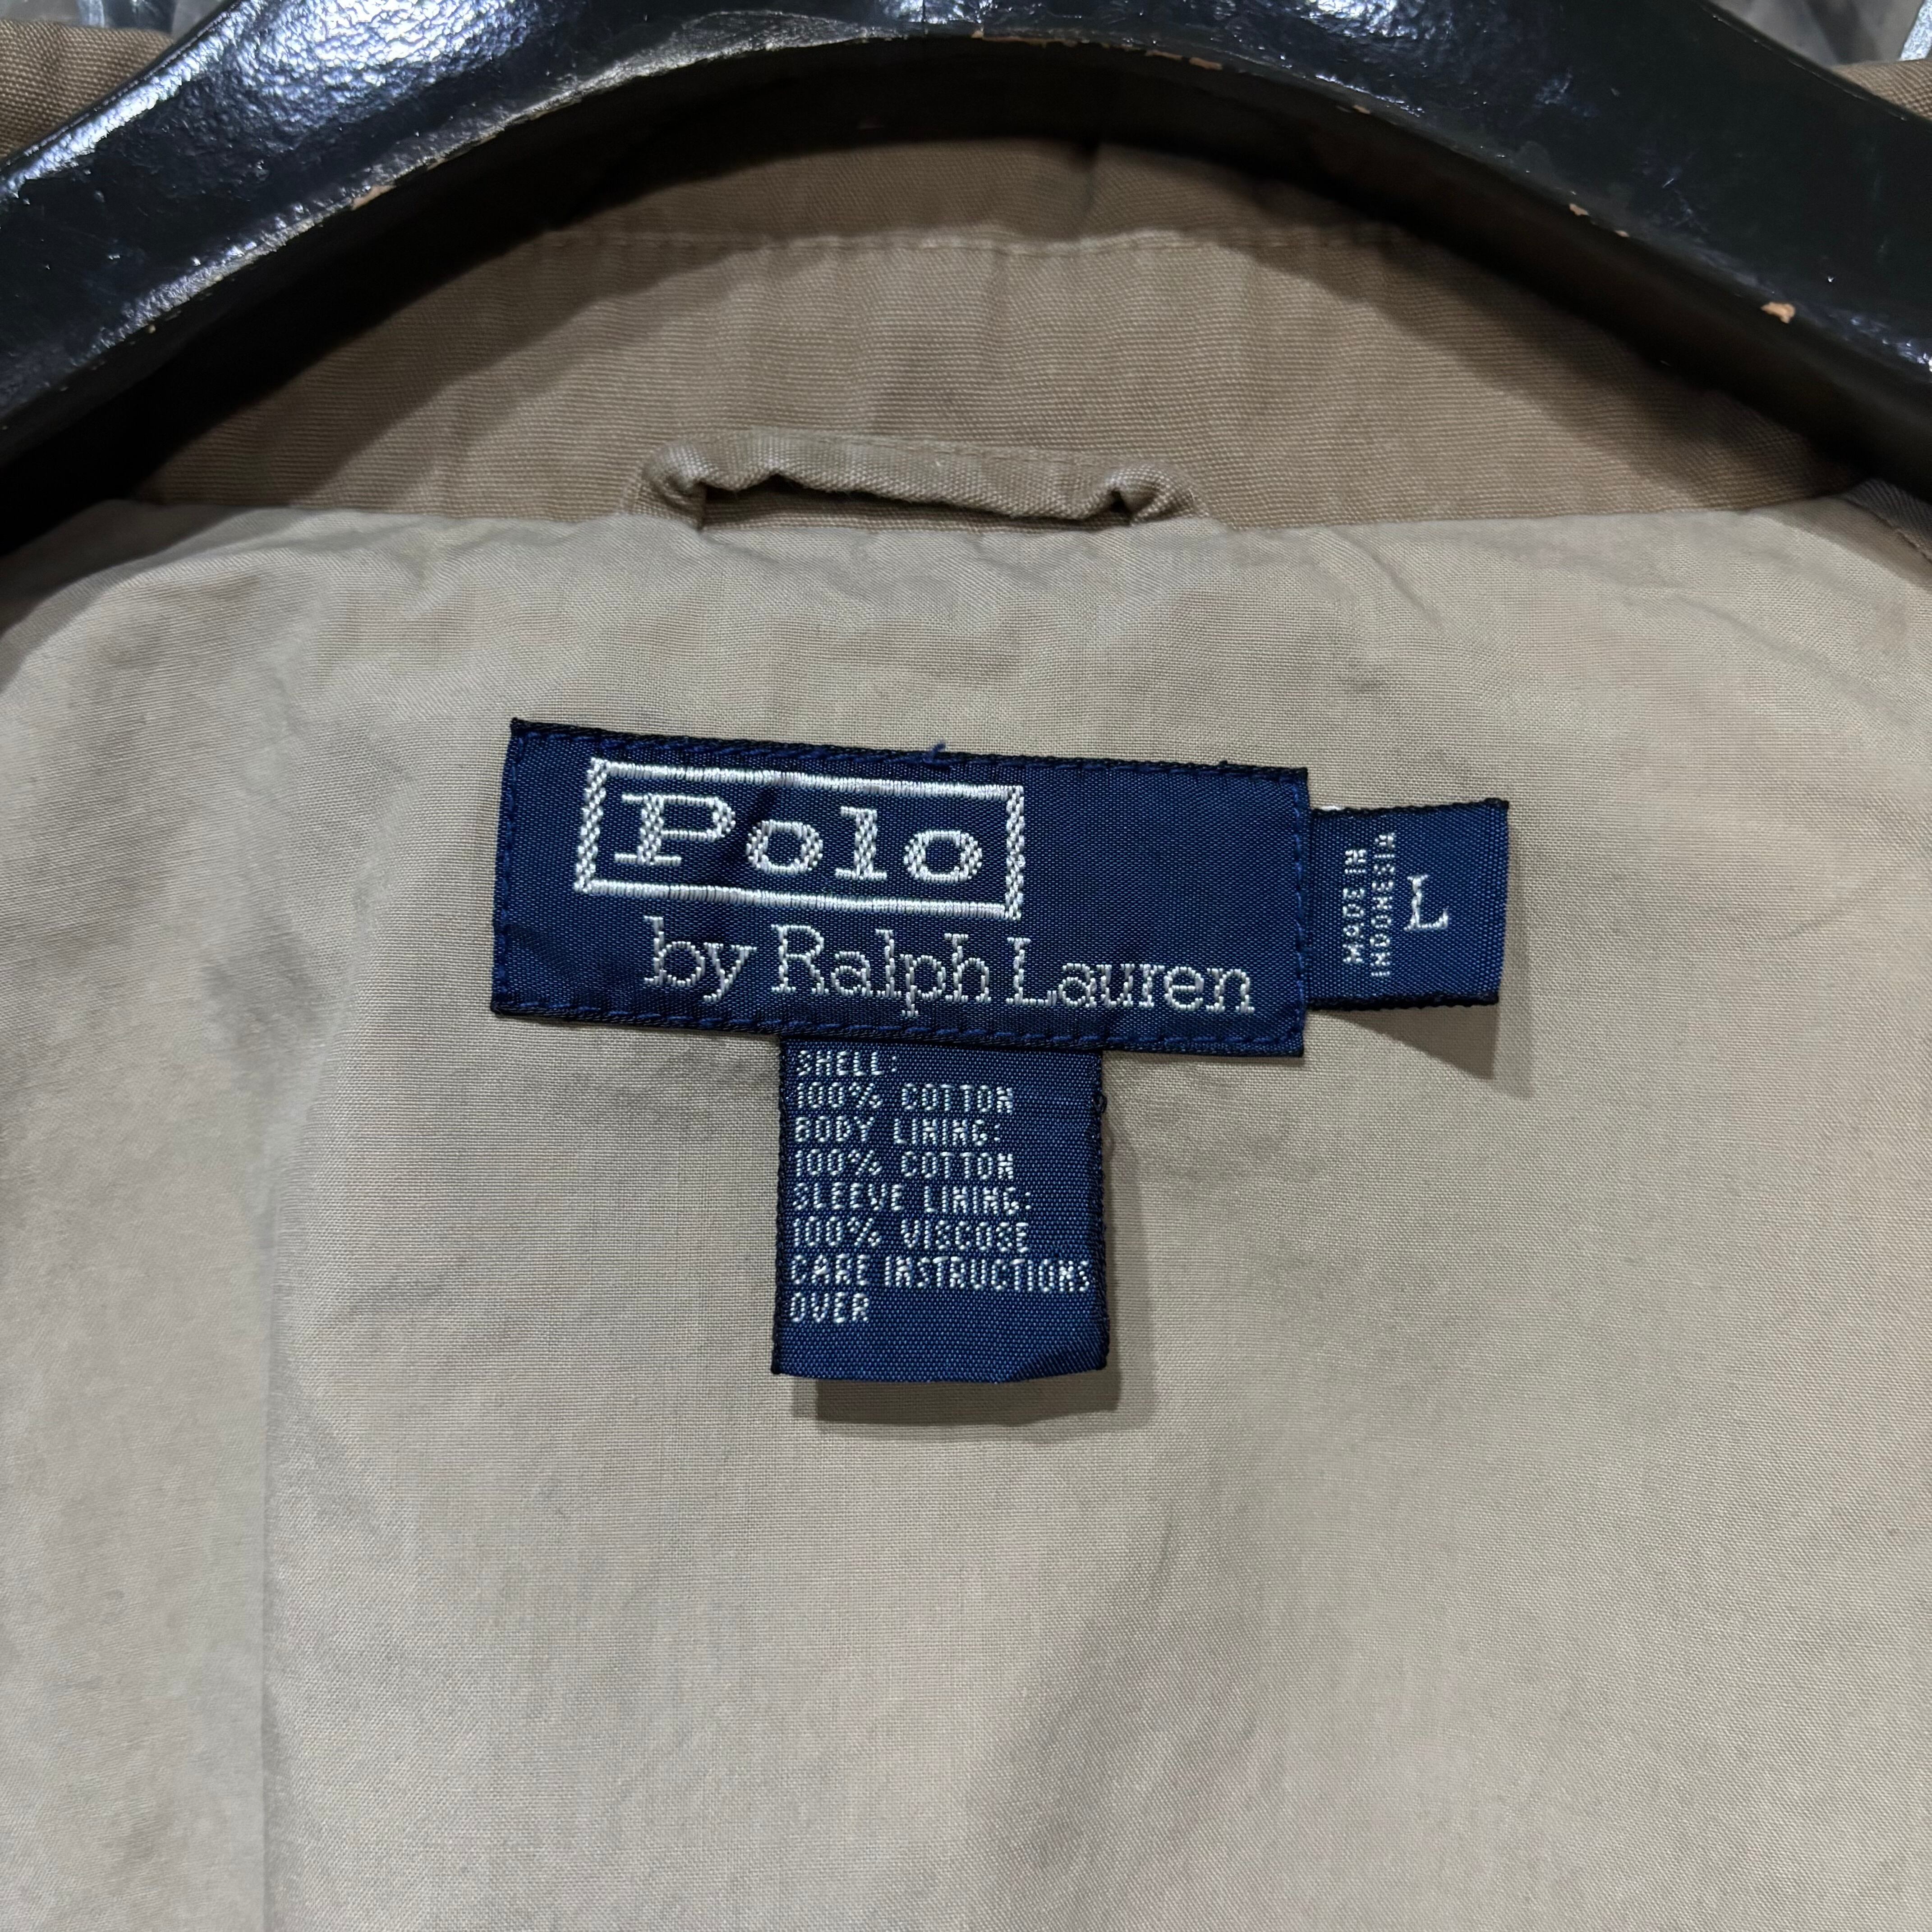 Polo
by Ralph Lauren
MADE IN
INDONESIA
L
SHELL:
100% COTTON
BODY LINING:
100% COTTON
SLEEVE LINING:
100% VISCOSE
CARE INSTRUCTIONS
OVER